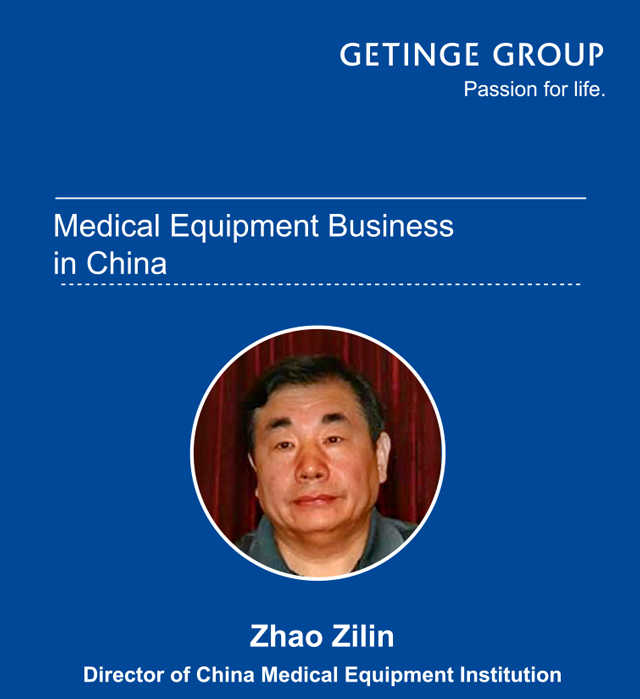 GETINGE GROUP
Passion for life.
Medical Equipment Business
in China
Zhao Zilin
Director of China Medical Equipment Institution